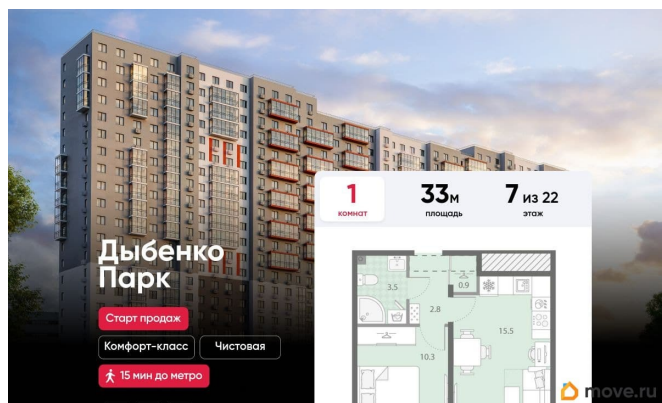 1
комнат
33м
площадь
7 из 22
этаж
Дыбенко
Парк
Старт продаж
Комфорт-класс
Чистовая
15 мин до метро
3.5
0.9
2.8
15.5
10.3
move.ru